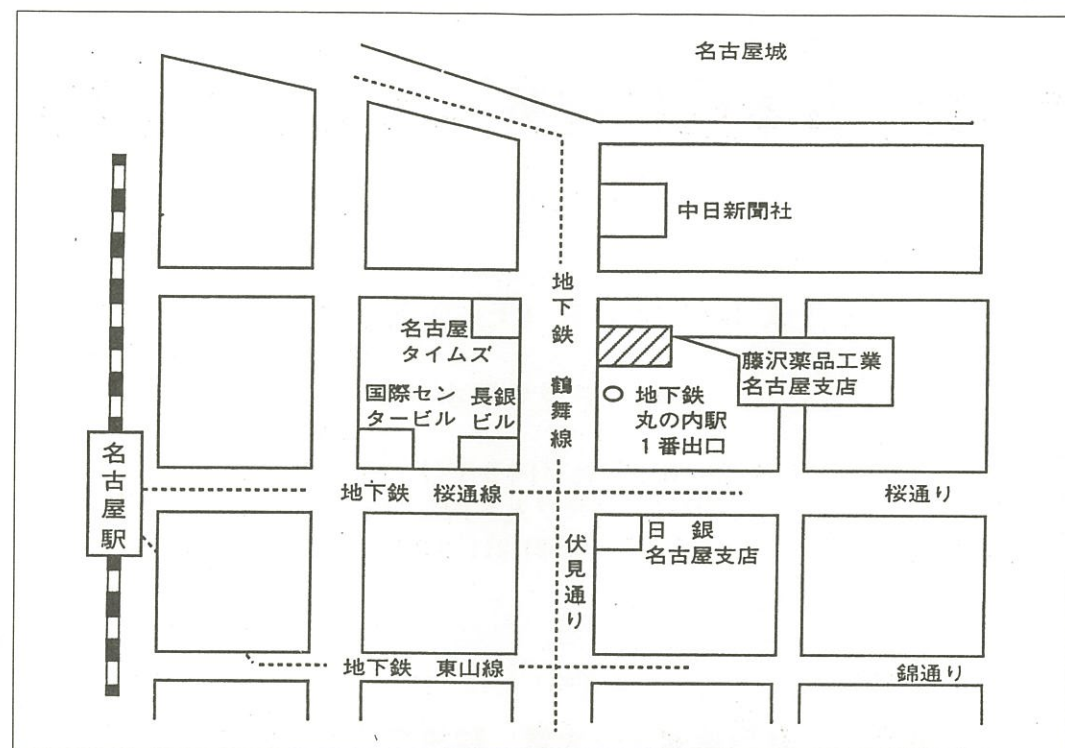 名古屋城
中日新聞社
地下鉄 鶴舞線
名古屋
タイムズ
藤沢薬品工業
名古屋支店
国際セン
タービル
長銀
ビル
地下鉄
丸の内駅
1番出口
名古屋駅
地下鉄 桜通線
桜通り
伏見通り
日 銀
名古屋支店
地下鉄 東山線
錦通り